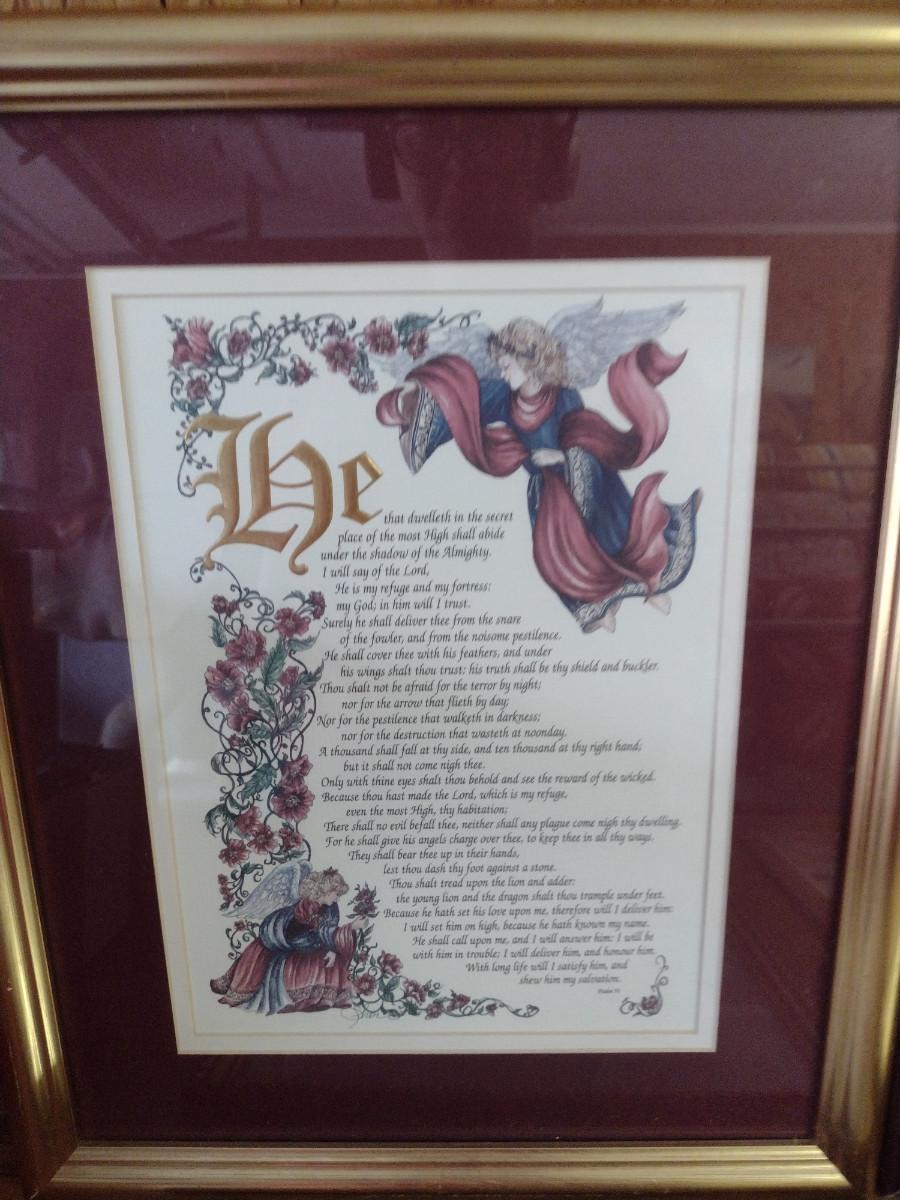 He
that dwelleth in the secret
place of the most High shall abide
under the shadow of the Almighty.
I will say of the Lord,
He is my refuge and my fortress:
my God; in him will I trust.
Surely he shall deliver thee from the snare
of the fowler, and from the noisome pestilence.
He shall cover thee with his feathers, and under
his wings shalt thou trust: his truth shall be thy shield and buckler.
Thou shalt not be afraid for the terror by night;
nor for the arrow that flieth by day;
Nor for the pestilence that walketh in darkness;
nor for the destruction that wasteth at noonday.
A thousand shall fall at thy side, and ten thousand at thy right hand;
but it shall not come nigh thee.
Only with thine eyes shalt thou behold and see the reward of the wicked.
Because thou hast made the Lord, which is my refuge,
even the most High, thy habitation;
There shall no evil befall thee, neither shall any plague come nigh thy dwelling.
For he shall give his angels charge over thee, to keep thee in all thy ways.
They shall bear thee up in their hands,
lest thou dash thy foot against a stone.
Thou shalt tread upon the lion and adder:
the young lion and the dragon shalt thou trample under feet.
Because he hath set his love upon me, therefore will I deliver him:
I will set him on high, because he hath known my name.
He shall call upon me, and I will answer him: I will be
with him in trouble; I will deliver him, and honour him.
With long life will I satisfy him, and
shew him my salvation.
Psalm 91